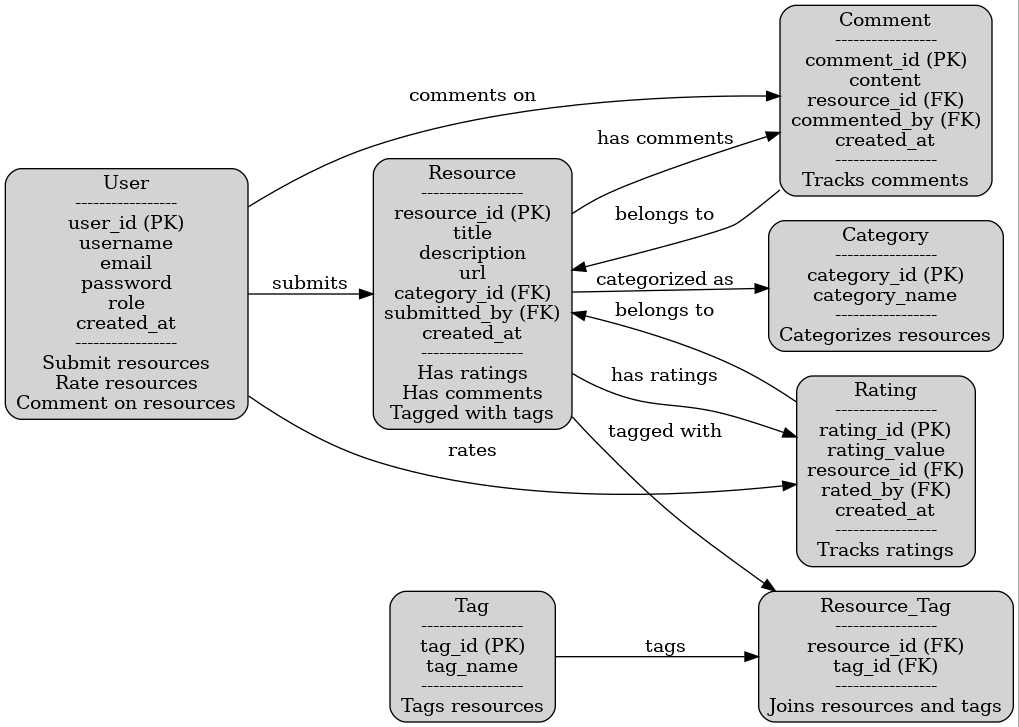 User
----------------
user_id (PK)
username
email
password
role
created_at
----------------
Submit resources
Rate resources
Comment on resources
comments on
submits
rates
Resource
----------------
resource_id (PK)
title
description
url
category_id (FK)
submitted_by (FK)
created_at
----------------
Has ratings
Has comments
Tagged with tags
has comments
belongs to
categorized as
belongs to
has ratings
tagged with
Comment
----------------
comment_id (PK)
content
resource_id (FK)
commented_by (FK)
created_at
----------------
Tracks comments
Category
----------------
category_id (PK)
category_name
----------------
Categorizes resources
Rating
----------------
rating_id (PK)
rating_value
resource_id (FK)
rated_by (FK)
created_at
----------------
Tracks ratings
Tag
----------------
tag_id (PK)
tag_name
----------------
Tags resources
tags
Resource_Tag
----------------
resource_id (FK)
tag_id (FK)
----------------
Joins resources and tags